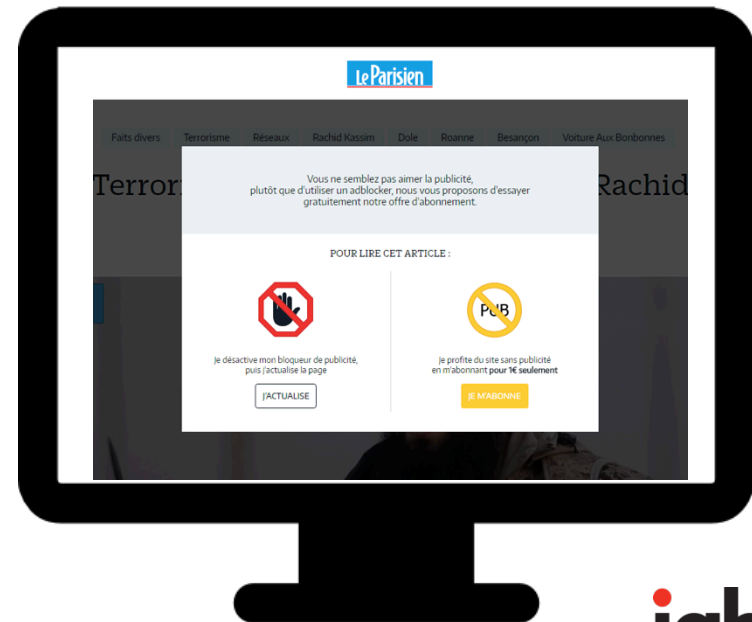 Le Parisien
Faits divers Terrorisme Réseaux Rachid Kassim Dole Roanne Besançon Voiture Aux Bonbonnes
Rachid
Vous ne semblez pas aimer la publicité,
plutôt que d'utiliser un adblocker, nous vous proposons d'essayer
gratuitement notre offre d'abonnement.
POUR LIRE CET ARTICLE :
PUB
Je désactive mon bloqueur de publicité,
puis j'actualise la page
Je profite du site sans publicité
en m'abonnant pour 1€ seulement
J'ACTUALISE
JE M'ABONNE